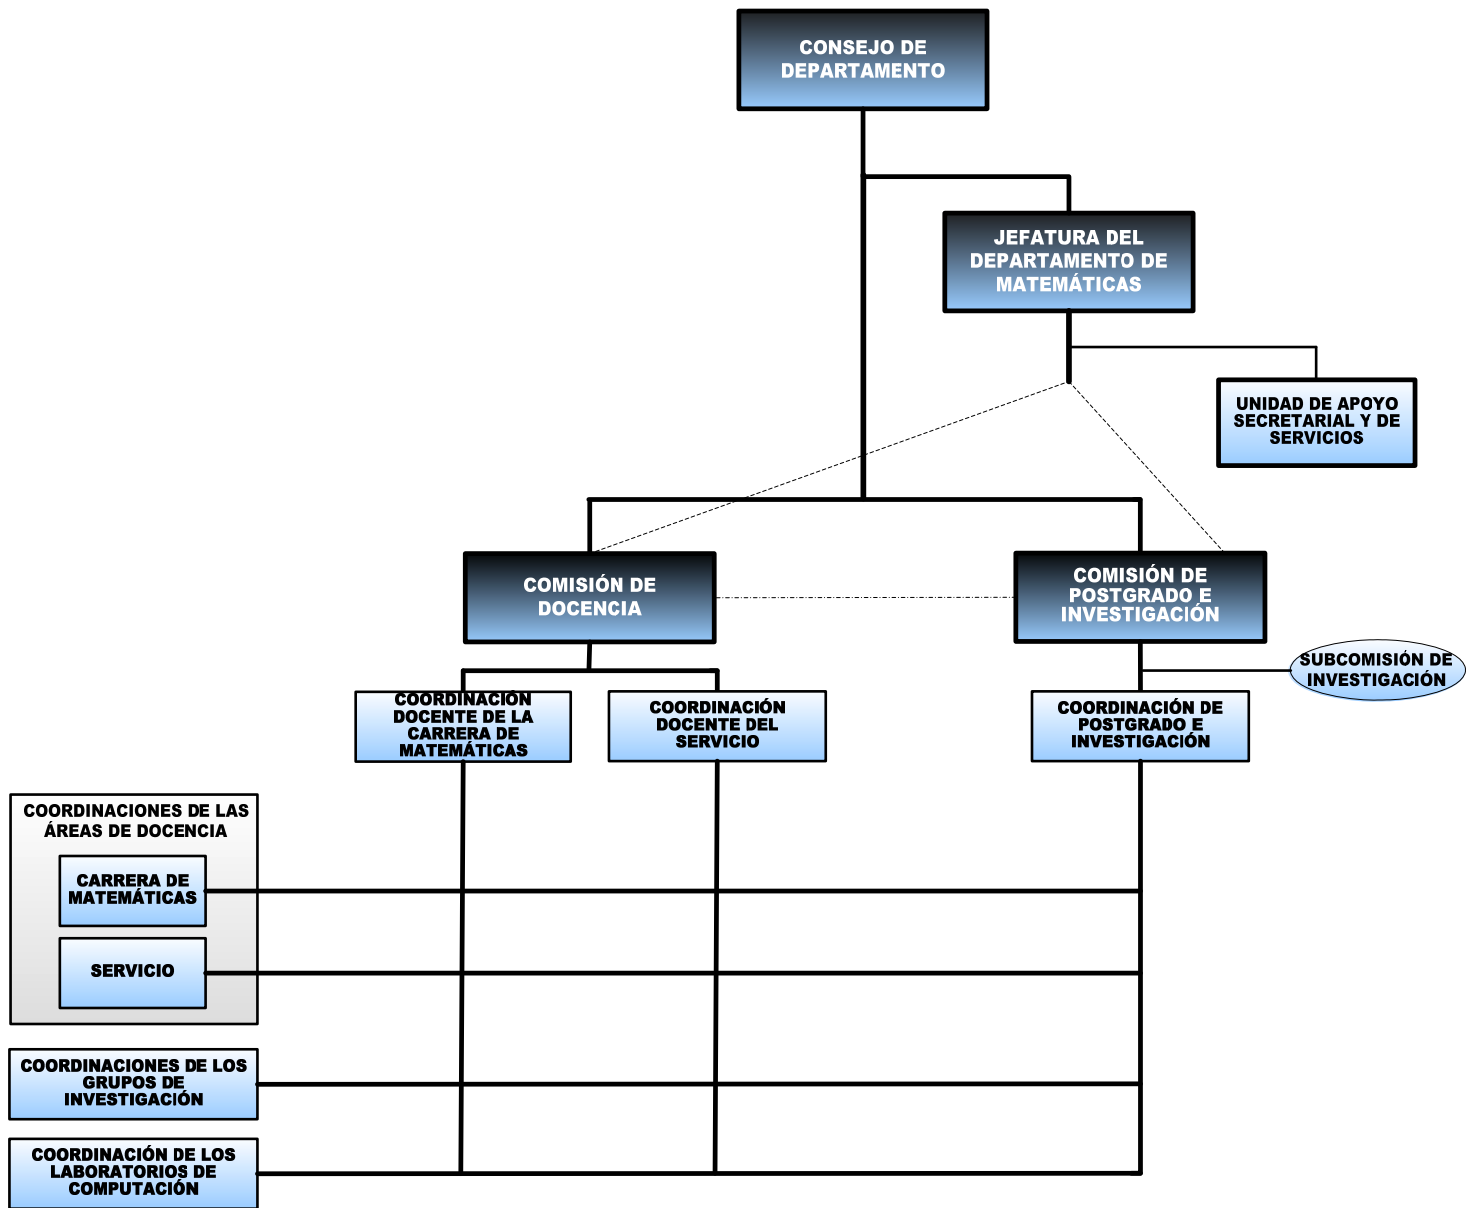 CONSEJO DE
DEPARTAMENTO
JEFATURA DEL
DEPARTAMENTO DE
MATEMÁTICAS
UNIDAD DE APOYO
SECRETARIAL Y DE
SERVICIOS
COMISIÓN DE
DOCENCIA
COMISIÓN DE
POSTGRADO E
INVESTIGACIÓN
SUBCOMISIÓN DE
INVESTIGACIÓN
COORDINACIÓN
DOCENTE DE LA
CARRERA DE
MATEMÁTICAS
COORDINACIÓN
DOCENTE DEL
SERVICIO
COORDINACIÓN DE
POSTGRADO E
INVESTIGACIÓN
COORDINACIONES DE LAS
ÁREAS DE DOCENCIA
CARRERA DE
MATEMÁTICAS
SERVICIO
COORDINACIONES DE LOS
GRUPOS DE
INVESTIGACIÓN
COORDINACIÓN DE LOS
LABORATORIOS DE
COMPUTACIÓN